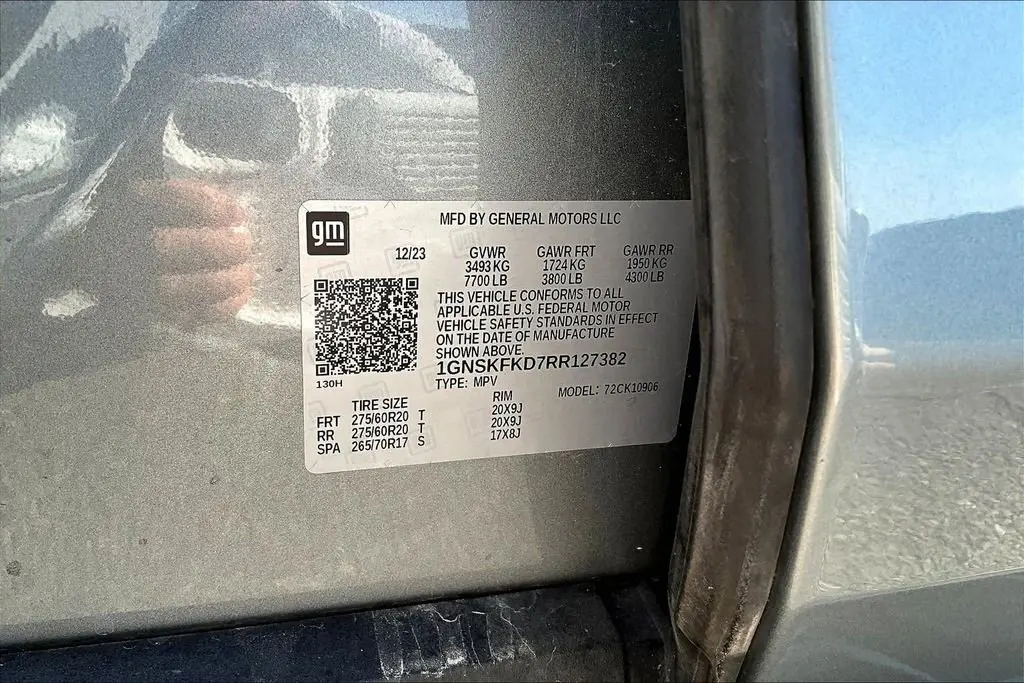 gm
MFD BY GENERAL MOTORS LLC
12/23 GVWR GAWR FRT GAWR RR
3493 KG 1724 KG 1950 KG
7700 LB 3800 LB 4300 LB
THIS VEHICLE CONFORMS TO ALL
APPLICABLE U.S. FEDERAL MOTOR
VEHICLE SAFETY STANDARDS IN EFFECT
ON THE DATE OF MANUFACTURE
SHOWN ABOVE.
1GNSKFKD7RR127382
130H
TYPE: MPV MODEL: 72CK10906
TIRE SIZE RIM
FRT 275/60R20 T 20X9J
RR 275/60R20 T 20X9J
SPA 265/70R17 S 17X8J